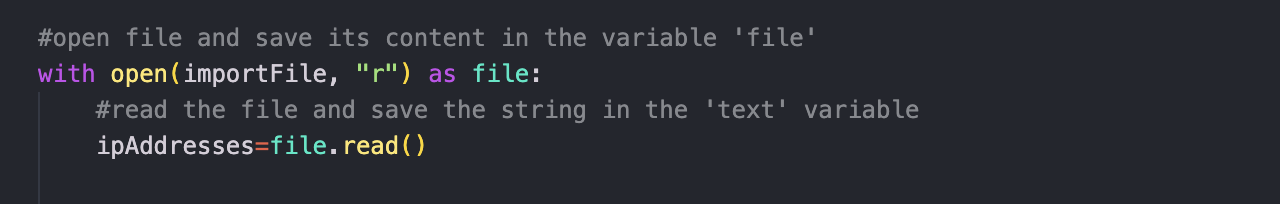 #open file and save its content in the variable 'file'
with open(importFile, "r") as file:
    #read the file and save the string in the 'text' variable
    ipAddresses=file.read()